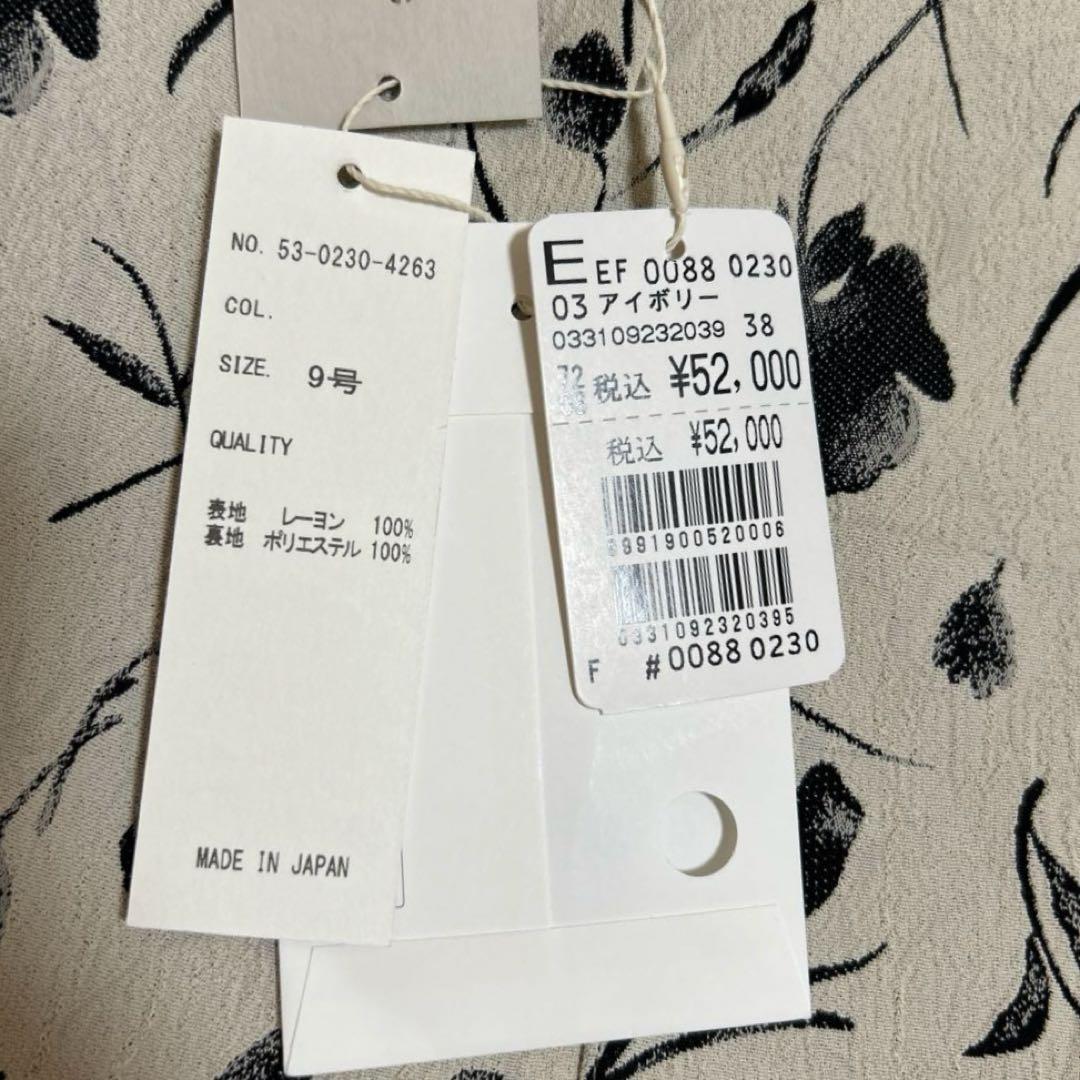 NO. 53-0230-4263
COL.
SIZE. 9号
QUALITY
表地 レーヨン 100%
裏地 ポリエステル 100%
MADE IN JAPAN
E EF 0088 0230
03 アイボリー
033109232039 38
税込 ¥52,000
税込 ¥52,000
8991900520006
0331092320395
F #0088 0230